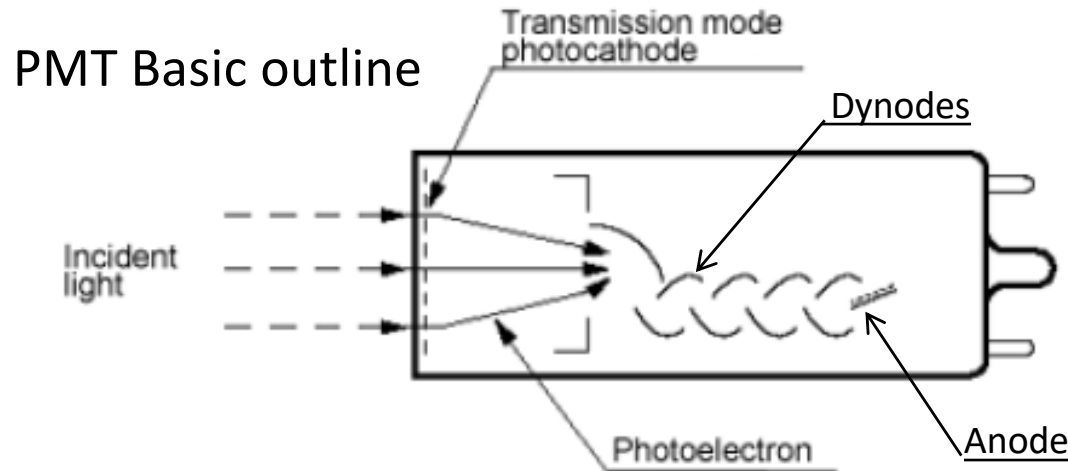 Transmission mode
photocathode
PMT Basic outline
Dynodes
Incident
light
Photoelectron
Anode